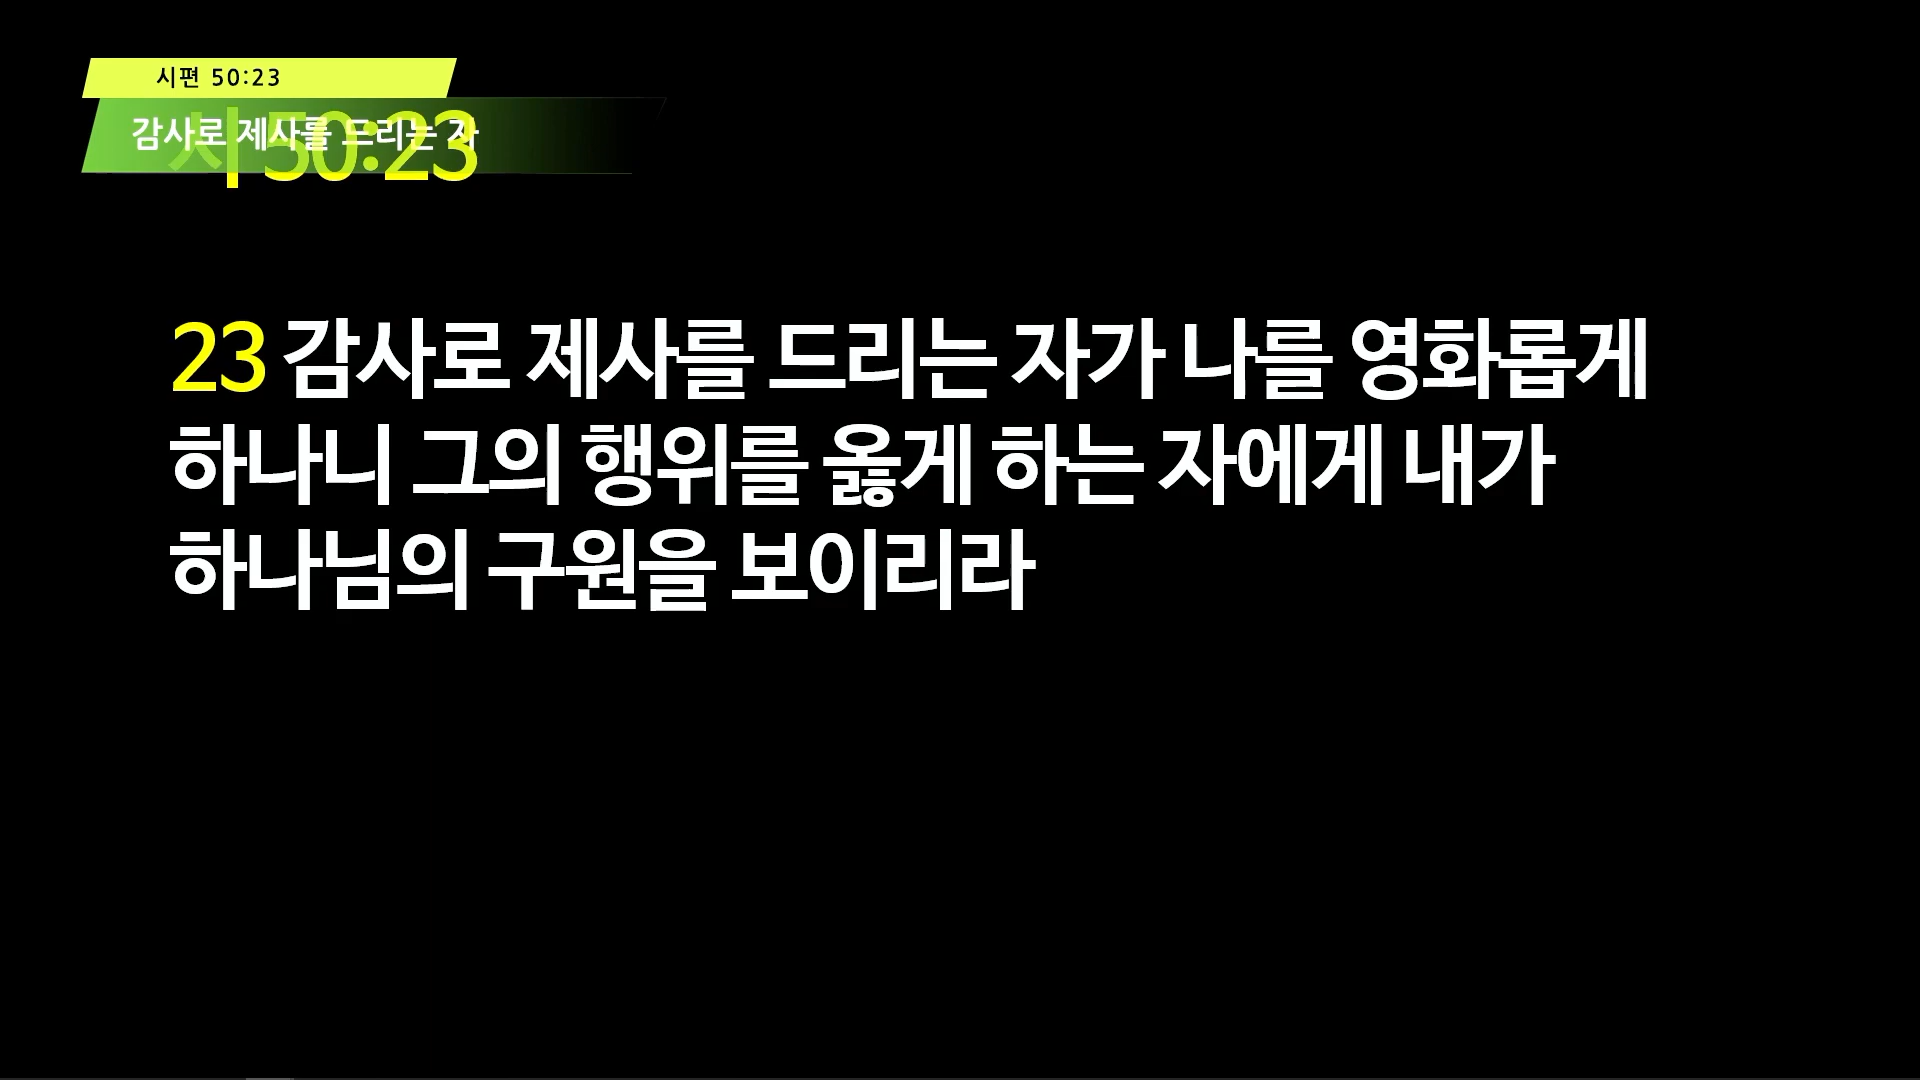 시편 50:23
감사로 제사를 드리는 자
시 50:23
23 감사로 제사를 드리는 자가 나를 영화롭게
하나니 그의 행위를 옳게 하는 자에게 내가
하나님의 구원을 보이리라